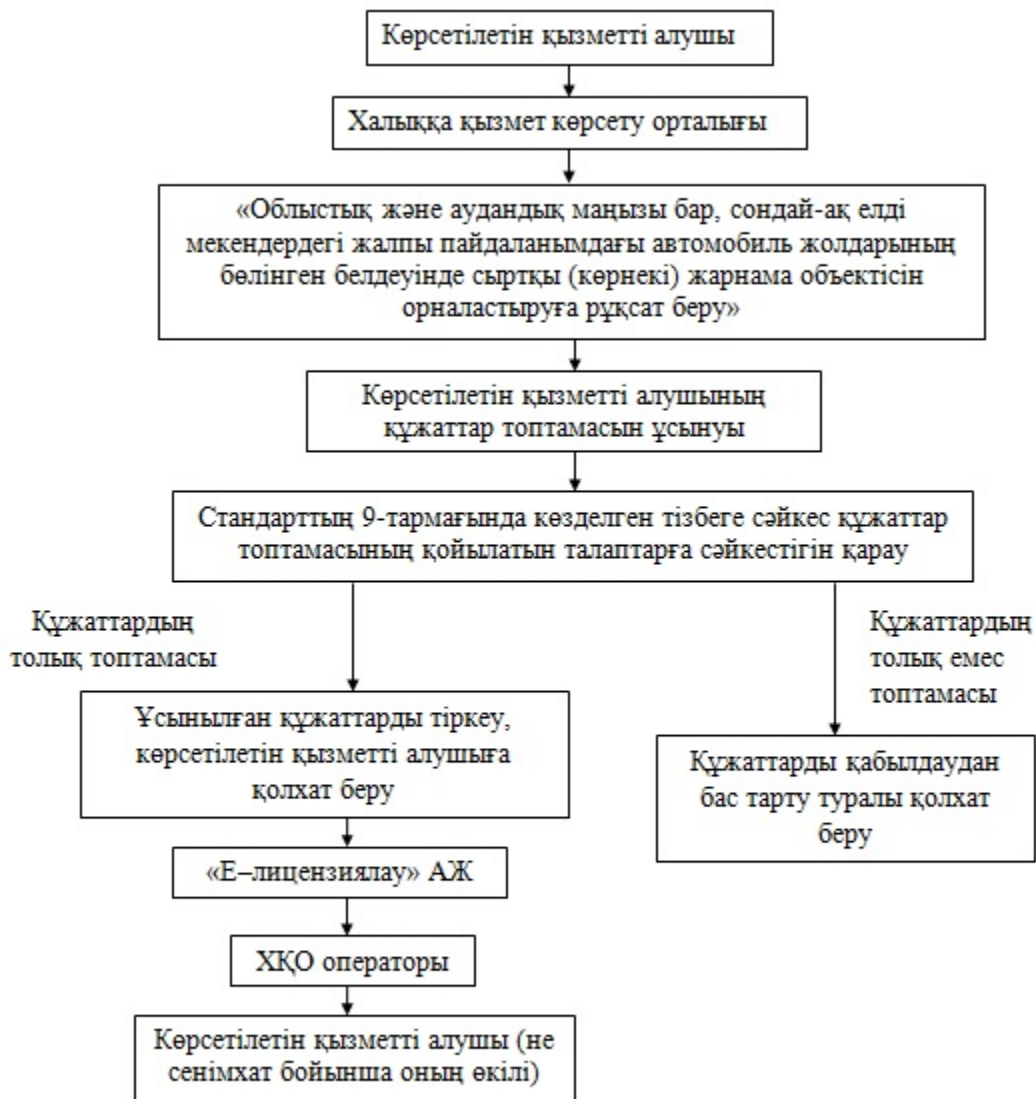 Көрсетілетін қызметті алушы
Халыққа қызмет көрсету орталығы
«Облыстық және аудандық маңызы бар, сондай-ақ елді
мекендердегі жалпы пайдаланымдағы автомобиль жолдарының
бөлінген белдеуінде сыртқы (көрнекі) жарнама объектісін
орналастыруға рұқсат беру»
Көрсетілетін қызметті алушының
құжаттар топтамасын ұсынуы
Стандарттың 9-тармағында көзделген тізбеге сәйкес құжаттар
топтамасының қойылатын талаптарға сәйкестігін қарау
Құжаттардың
толық топтамасы
Құжаттардың
толық емес
топтамасы
Ұсынылған құжаттарды тіркеу,
көрсетілетін қызметті алушыға
қолхат беру
Құжаттарды қабылдаудан
бас тарту туралы қолхат
беру
«Е–лицензиялау» АЖ
ХҚО операторы
Көрсетілетін қызметті алушы (не
сенімхат бойынша оның өкілі)